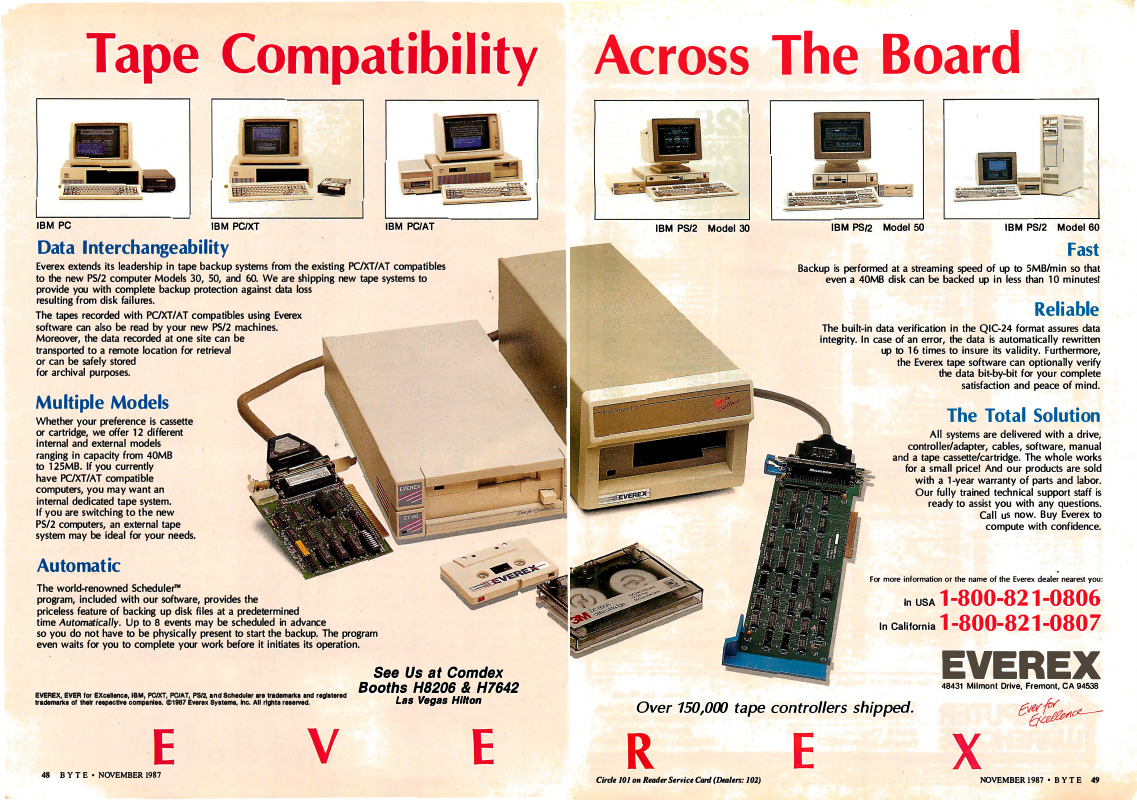 Tape Compatibility Across The Board
IBM PC
IBM PC/XT
IBM PC/AT
IBM PS/2 Model 30
IBM PS/2 Model 50
IBM PS/2 Model 60
Data Interchangeability
Everex extends its leadership in tape backup systems from the existing PC/XT/AT compatibles
to the new PS/2 computer Models 30, 50, and 60. We are shipping new tape systems to
provide you with complete backup protection against data loss
resulting from disk failures.
The tapes recorded with PC/XT/AT compatibles using Everex
software can also be read by your new PS/2 machines.
Moreover, the data recorded at one site can be
transported to a remote location for retrieval
or can be safely stored
for archival purposes.
Multiple Models
Whether your preference is cassette
or cartridge, we offer 12 different
internal and external models
ranging in capacity from 40MB
to 125MB. If you currently
have PC/XT/AT compatible
computers, you may want an
internal dedicated tape system.
If you are switching to the new
PS/2 computers, an external tape
system may be ideal for your needs.
Automatic
The world-renowned Scheduler™
program, included with our software, provides the
priceless feature of backing up disk files at a predetermined
time Automatically. Up to 8 events may be scheduled in advance
so you do not have to be physically present to start the backup. The program
even waits for you to complete your work before it initiates its operation.
EVEREX
ST-60
Ever for Excellence
EVEREX
See Us at Comdex
Booths H8206 & H7642
Las Vegas Hilton
EVEREX, EVER for EXcellence, IBM, PC/XT, PC/AT, PS/2, and Scheduler are trademarks and registered
trademarks of their respective companies. ©1987 Everex Systems, Inc. All rights reserved.
Fast
Backup is performed at a streaming speed of up to 5MB/min so that
even a 40MB disk can be backed up in less than 10 minutes!
Reliable
The built-in data verification in the QIC-24 format assures data
integrity. In case of an error, the data is automatically rewritten
up to 16 times to insure its validity. Furthermore,
the Everex tape software can optionally verify
the data bit-by-bit for your complete
satisfaction and peace of mind.
The Total Solution
All systems are delivered with a drive,
controller/adapter, cables, software, manual
and a tape cassette/cartridge. The whole works
for a small price! And our products are sold
with a 1-year warranty of parts and labor.
Our fully trained technical support staff is
ready to assist you with any questions.
Call us now. Buy Everex to
compute with confidence.
EVEREX
AMP
3M
For more information or the name of the Everex dealer nearest you:
In USA 1-800-821-0806
In California 1-800-821-0807
EVEREX
48431 Milmont Drive, Fremont, CA 94538
Ever for
Excellence
Over 150,000 tape controllers shipped.
E V E R E X
48 BYTE • NOVEMBER 1987
Circle 101 on Reader Service Card (Dealers: 102)
NOVEMBER 1987 • BYTE 49